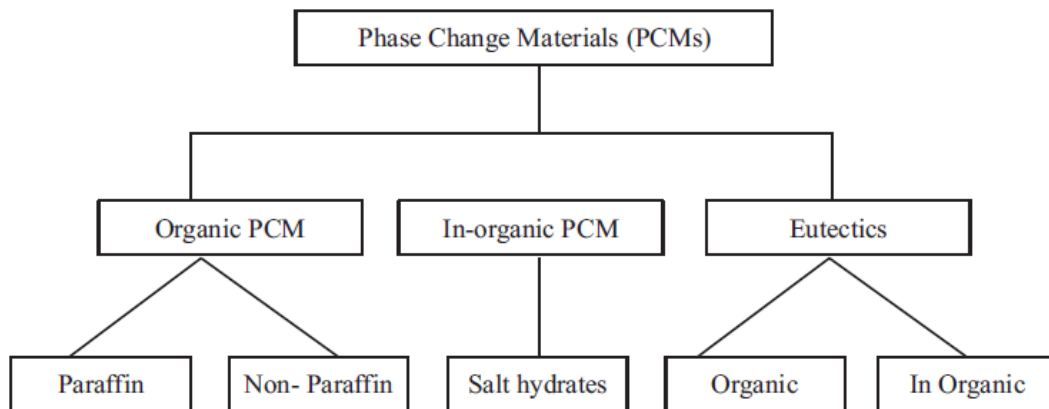 Phase Change Materials (PCMs)
Organic PCM
In-organic PCM
Eutectics
Paraffin
Non- Paraffin
Salt hydrates
Organic
In Organic